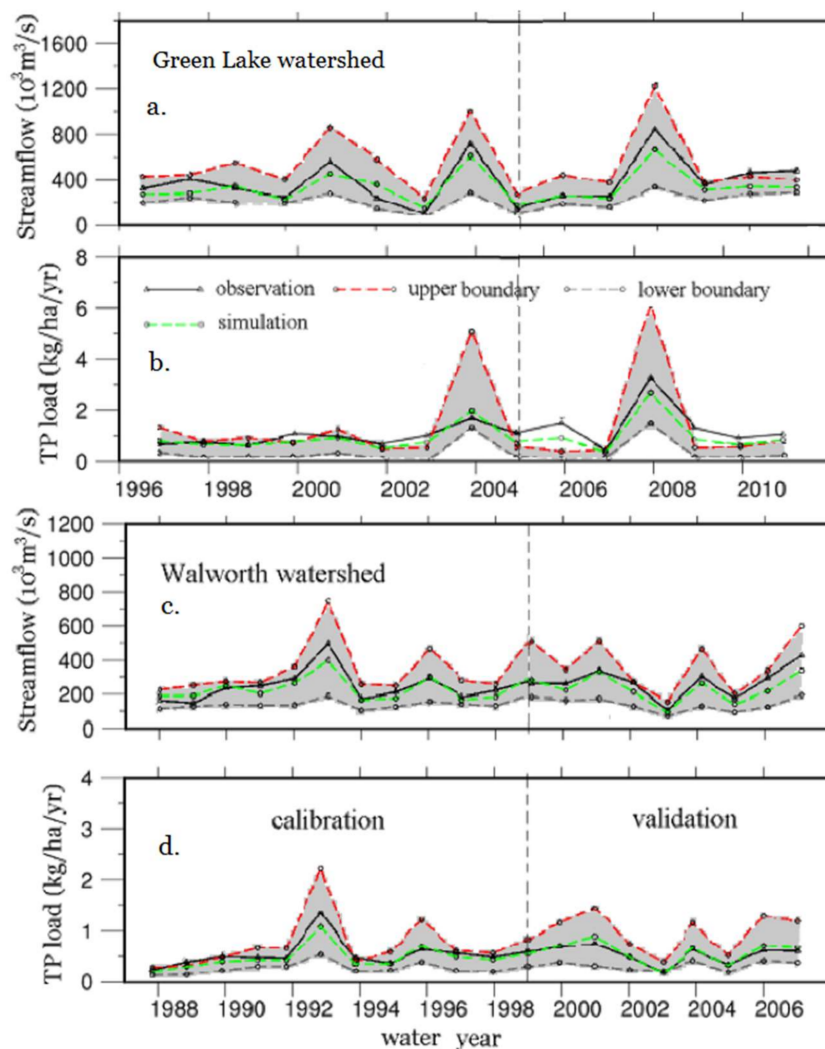 Streamflow (10³m³/s)
1600
1200
800
400
0
Green Lake watershed
a.
TP load (kg/ha/yr)
8
6
4
2
0
observation
upper boundary
lower boundary
simulation
b.
1996 1998 2000 2002 2004 2006 2008 2010
Streamflow (10³m³/s)
1200
1000
800
600
400
200
0
Walworth watershed
c.
TP load (kg/ha/yr)
4
3
2
1
0
calibration
validation
d.
1988 1990 1992 1994 1996 1998 2000 2002 2004 2006
water year